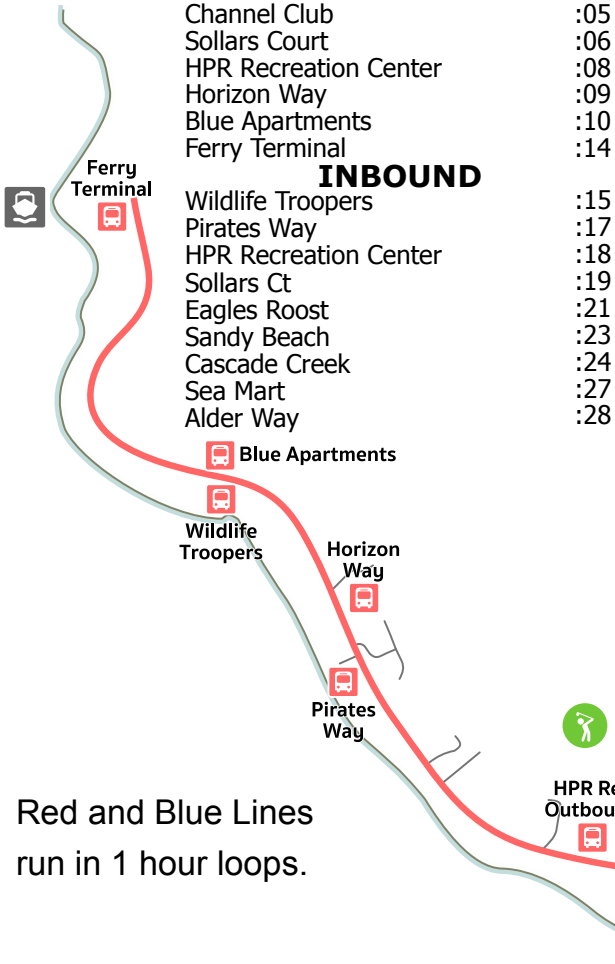 Channel Club :05
Sollars Court :06
HPR Recreation Center :08
Horizon Way :09
Blue Apartments :10
Ferry Terminal :14
INBOUND
Wildlife Troopers :15
Pirates Way :17
HPR Recreation Center :18
Sollars Ct :19
Eagles Roost :21
Sandy Beach :23
Cascade Creek :24
Sea Mart :27
Alder Way :28
Ferry
Terminal
Blue Apartments
Wildlife
Troopers
Horizon
Way
Pirates
Way
HPR Re
Outbou
Red and Blue Lines
run in 1 hour loops.